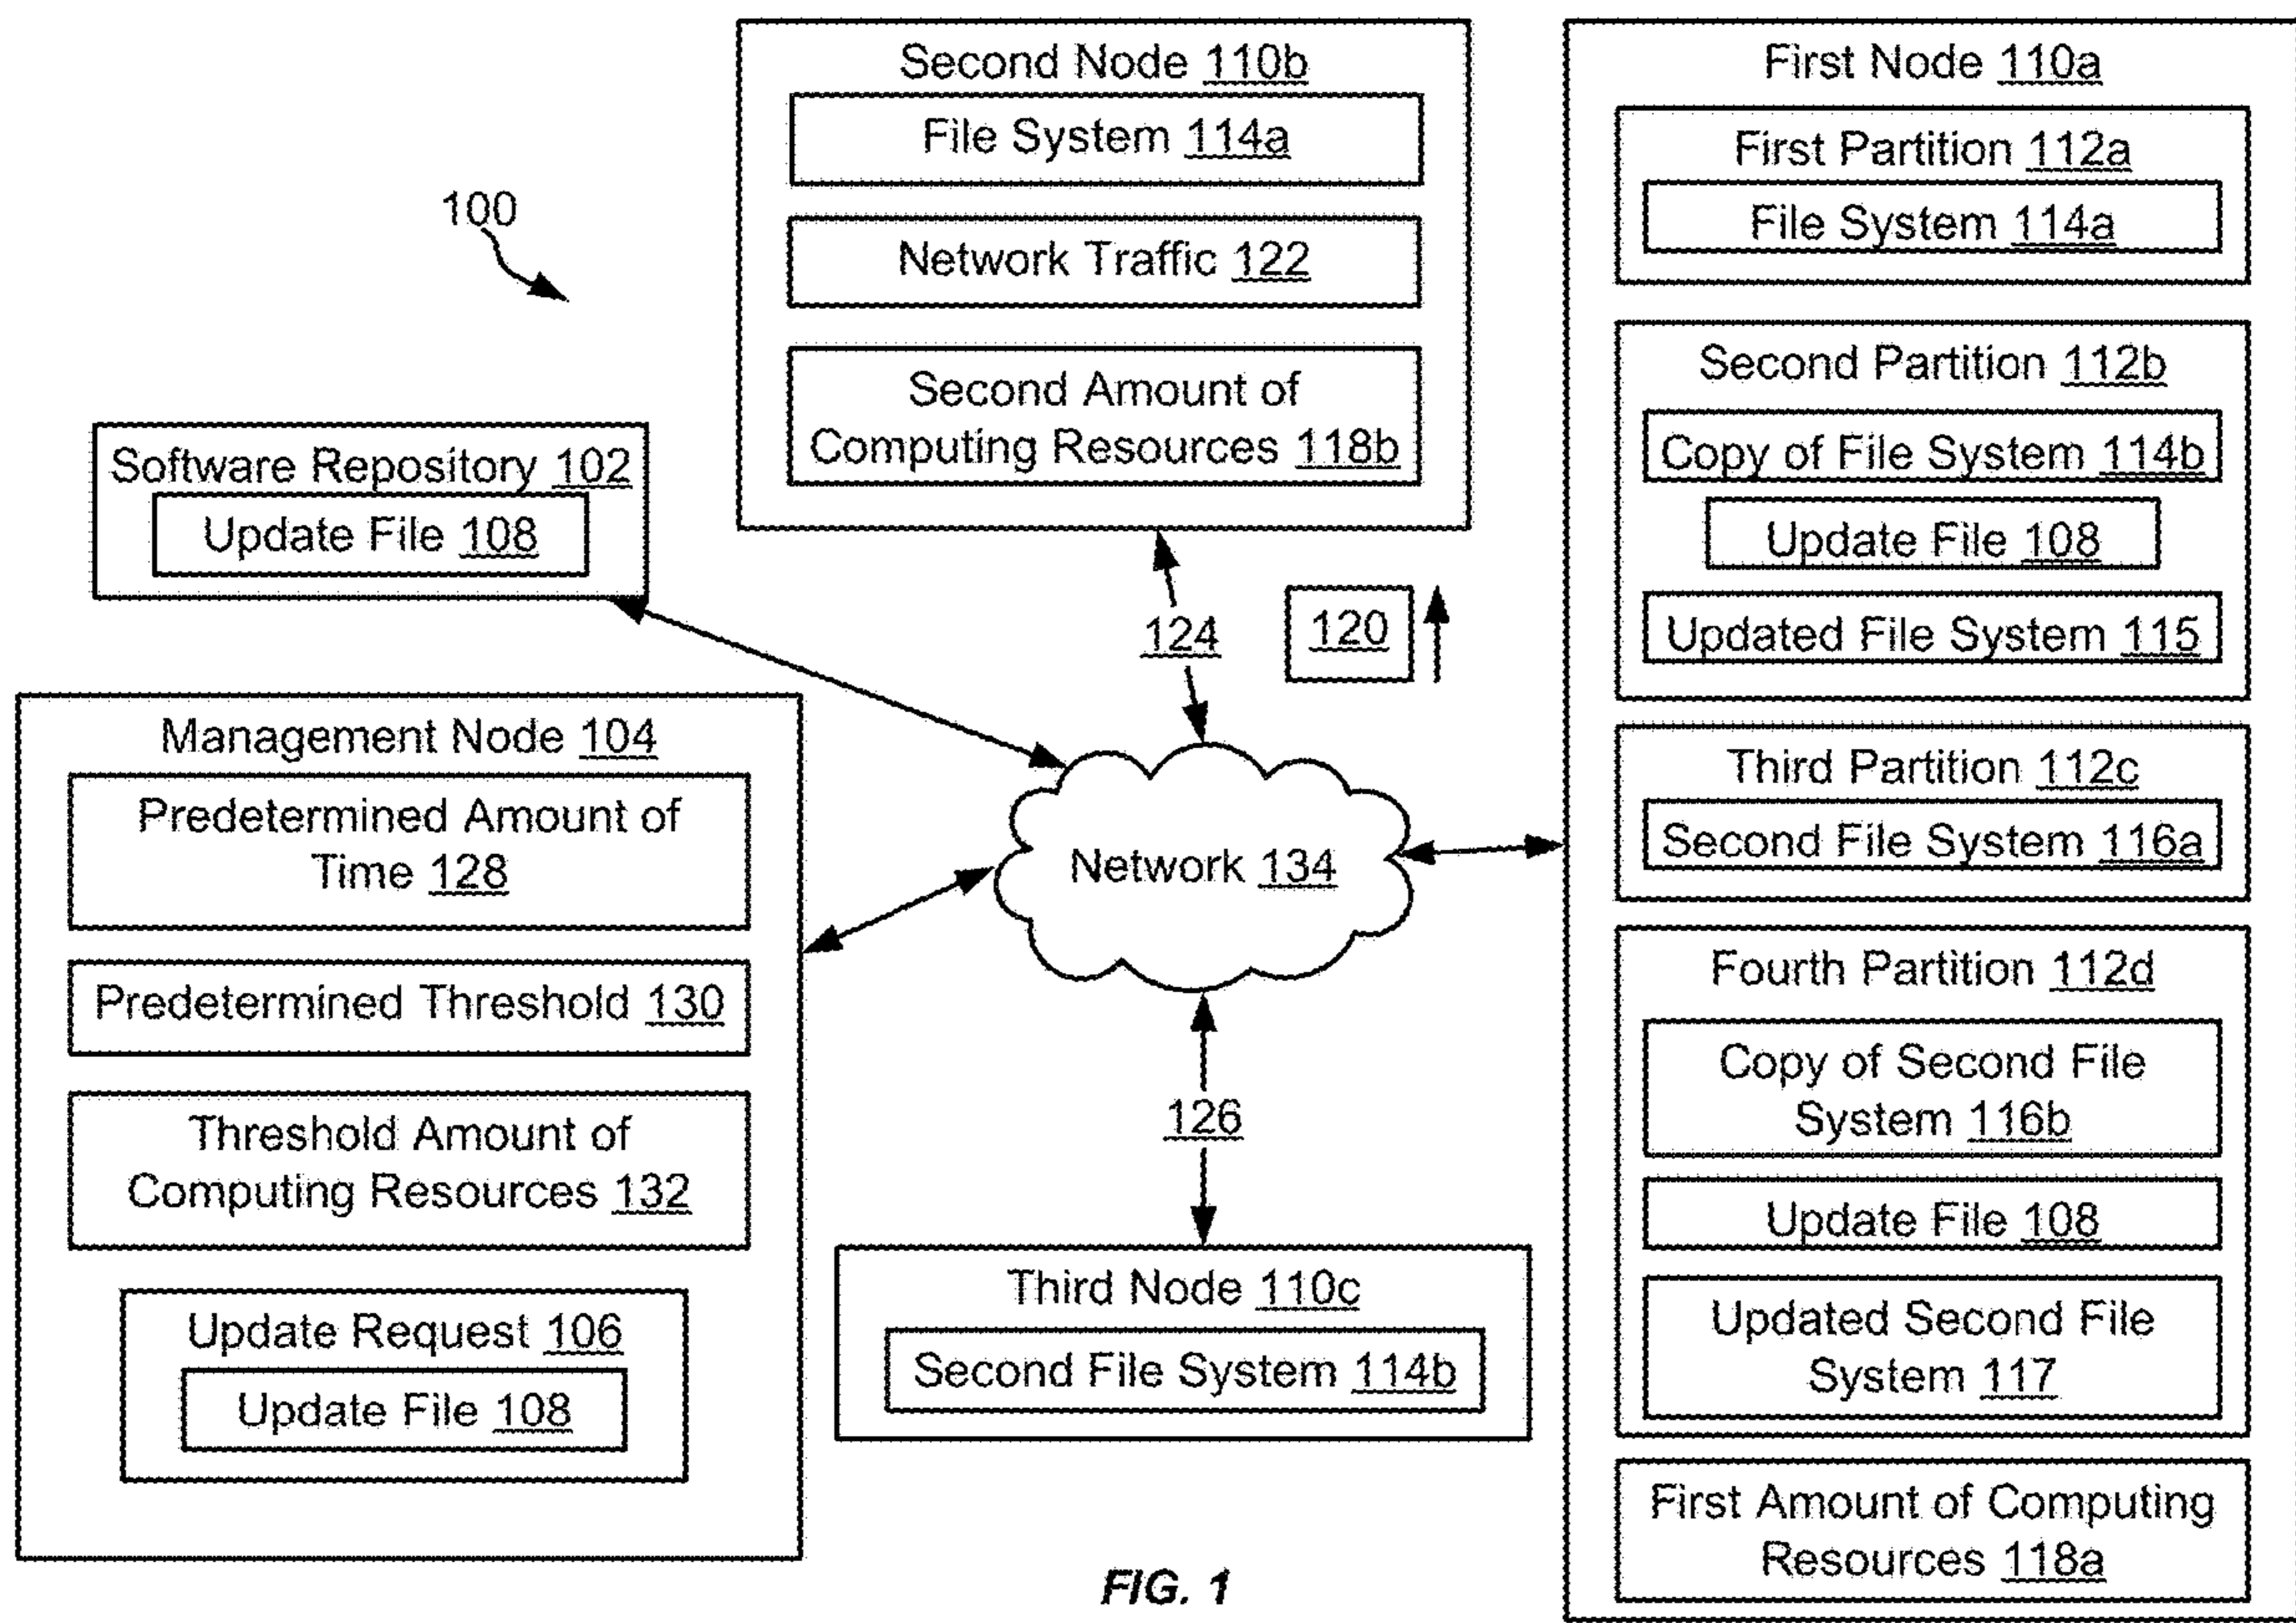 100
Second Node 110b
File System 114a
Network Traffic 122
Second Amount of
Computing Resources 118b
Software Repository 102
Update File 108
124
120
Management Node 104
Predetermined Amount of
Time 128
Predetermined Threshold 130
Threshold Amount of
Computing Resources 132
Update Request 106
Update File 108
Network 134
126
Third Node 110c
Second File System 114b
First Node 110a
First Partition 112a
File System 114a
Second Partition 112b
Copy of File System 114b
Update File 108
Updated File System 115
Third Partition 112c
Second File System 116a
Fourth Partition 112d
Copy of Second File
System 116b
Update File 108
Updated Second File
System 117
First Amount of Computing
Resources 118a
FIG. 1